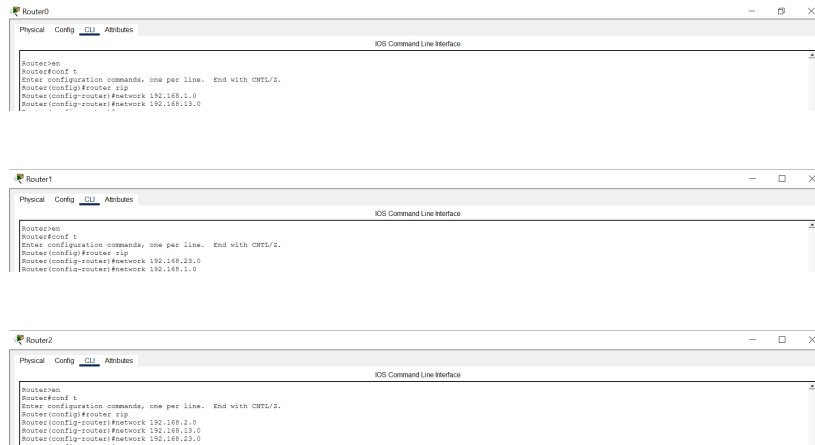 Router0
Physical Config CLI Attributes
IOS Command Line Interface
Router>en
Router#conf t
Enter configuration commands, one per line. End with CNTL/Z.
Router(config)#router rip
Router(config-router)#network 192.168.1.0
Router(config-router)#network 192.168.13.0
Router1
Physical Config CLI Attributes
IOS Command Line Interface
Router>en
Router#conf t
Enter configuration commands, one per line. End with CNTL/Z.
Router(config)#router rip
Router(config-router)#network 192.168.23.0
Router(config-router)#network 192.168.1.0
Router2
Physical Config CLI Attributes
IOS Command Line Interface
Router>en
Router#conf t
Enter configuration commands, one per line. End with CNTL/Z.
Router(config)#router rip
Router(config-router)#network 192.168.2.0
Router(config-router)#network 192.168.13.0
Router(config-router)#network 192.168.23.0